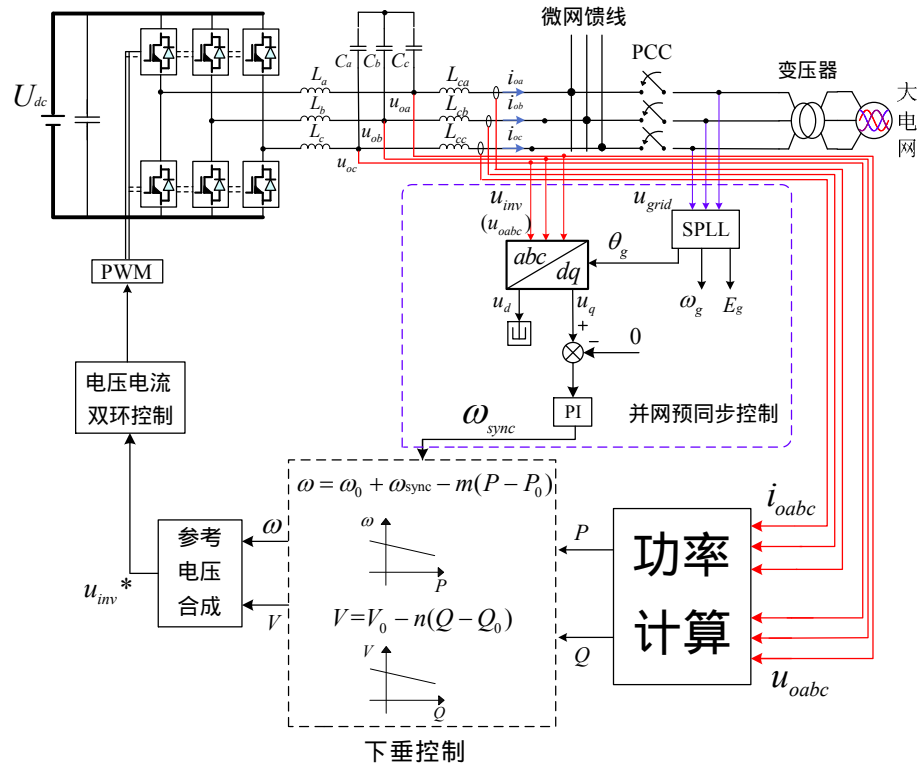 微网馈线
PCC
变压器
大电网
U_dc
C_a
C_b
C_c
L_a
L_b
L_c
u_oa
u_ob
u_oc
L_ca
L_cb
L_cc
i_oa
i_ob
i_oc
u_inv
(u_oabc)
u_grid
SPLL
θ_g
abc
dq
ω_g
E_g
u_d
u_q
山
+
−
0
PI
并网预同步控制
ω_sync
PWM
电压电流
双环控制
参考
电压
合成
u_inv*
ω
V
ω=ω_0+ω_sync−m(P−P_0)
ω
P
V=V_0−n(Q−Q_0)
V
Q
下垂控制
P
Q
功率
计算
i_oabc
u_oabc